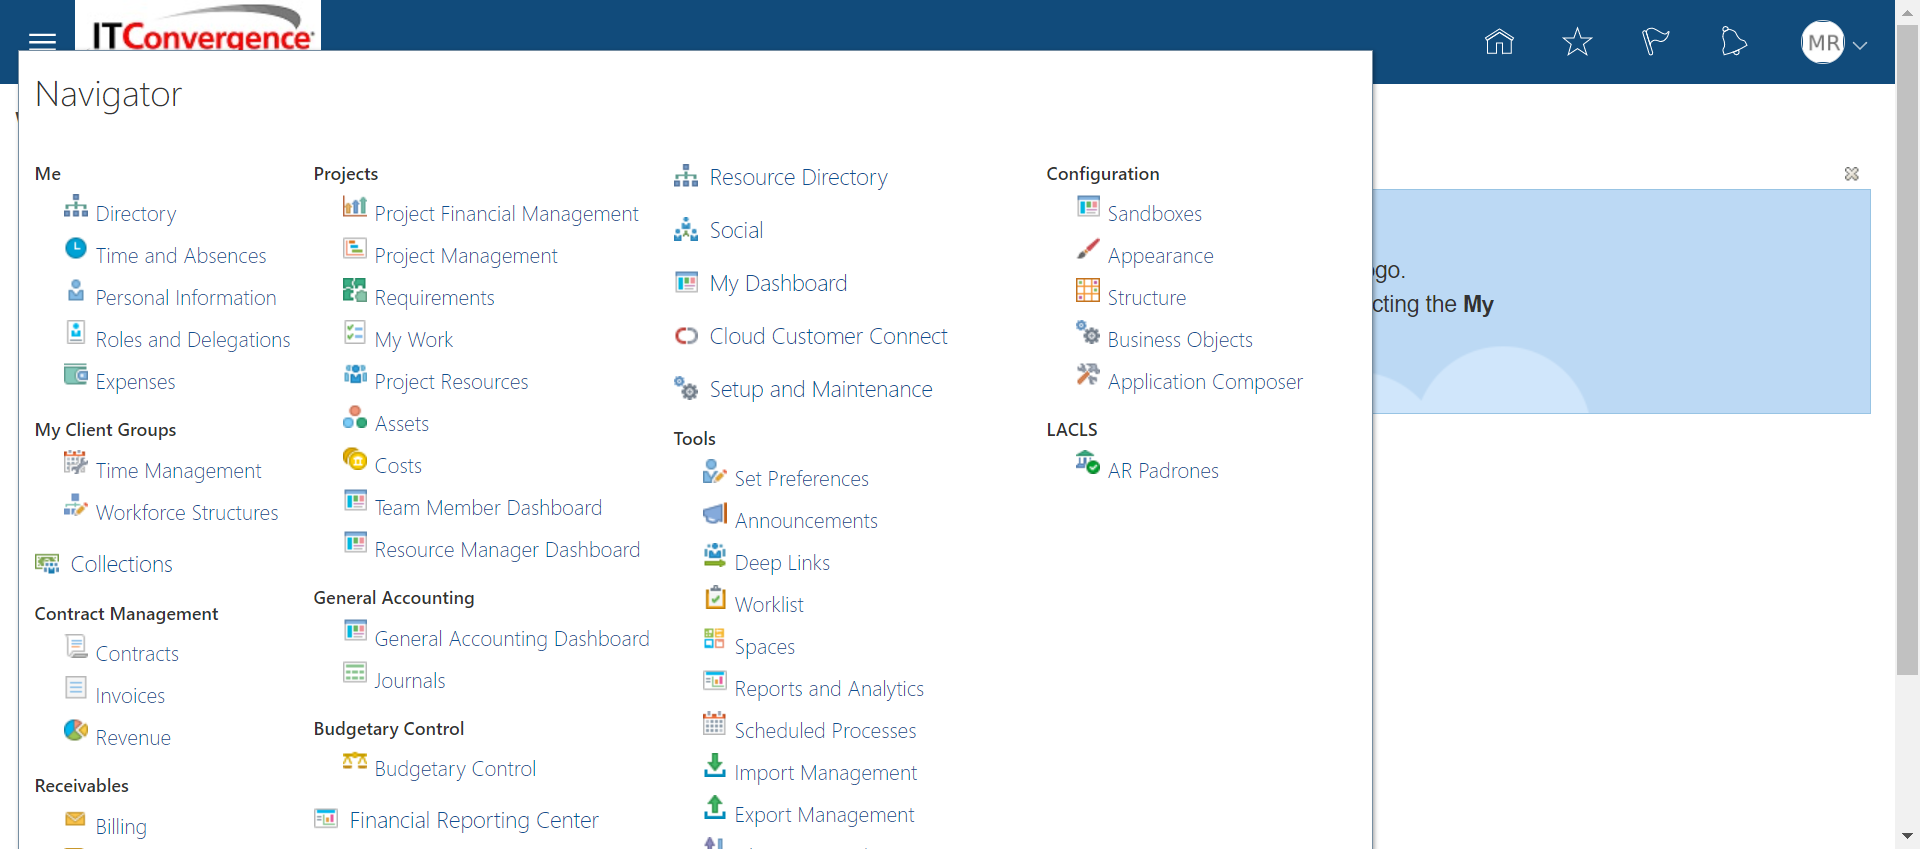 ITConvergence
MR
Navigator
Me
Directory
Time and Absences
Personal Information
Roles and Delegations
Expenses
My Client Groups
Time Management
Workforce Structures
Collections
Contract Management
Contracts
Invoices
Revenue
Receivables
Billing
Projects
Project Financial Management
Project Management
Requirements
My Work
Project Resources
Assets
Costs
Team Member Dashboard
Resource Manager Dashboard
General Accounting
General Accounting Dashboard
Journals
Budgetary Control
Budgetary Control
Financial Reporting Center
Resource Directory
Social
My Dashboard
Cloud Customer Connect
Setup and Maintenance
Tools
Set Preferences
Announcements
Deep Links
Worklist
Spaces
Reports and Analytics
Scheduled Processes
Import Management
Export Management
Configuration
Sandboxes
Appearance
Structure
Business Objects
Application Composer
LACLS
AR Padrones
ogo.
cting the My